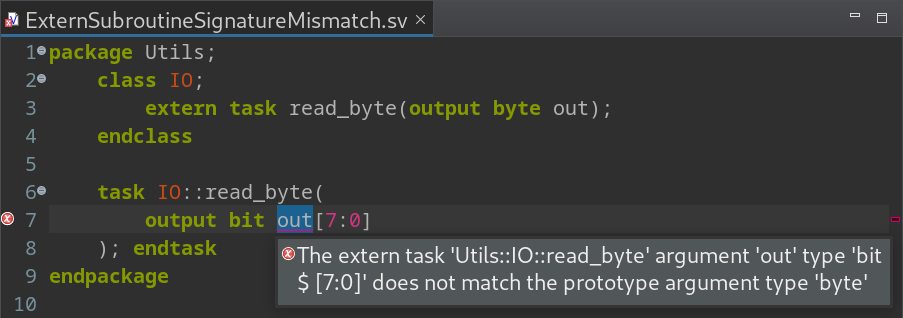 ExternSubroutineSignatureMismatch.sv
1 package Utils;
2     class IO;
3         extern task read_byte(output byte out);
4     endclass
5
6     task IO::read_byte(
7         output bit out[7:0]
8     ); endtask
9 endpackage
10
The extern task 'Utils::IO::read_byte' argument 'out' type 'bit
$ [7:0]' does not match the prototype argument type 'byte'